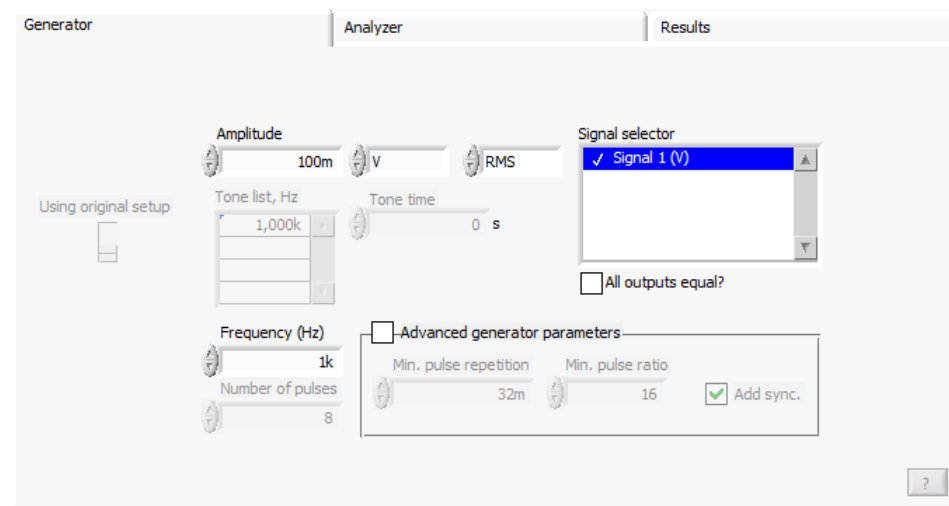 Generator
Analyzer
Results
Amplitude
100m
V
RMS
Signal selector
✓ Signal 1 (V)
Using original setup
Tone list, Hz
1,000k
Tone time
0 s
All outputs equal?
Frequency (Hz)
1k
Number of pulses
8
Advanced generator parameters
Min. pulse repetition
32m
Min. pulse ratio
16
Add sync.
?